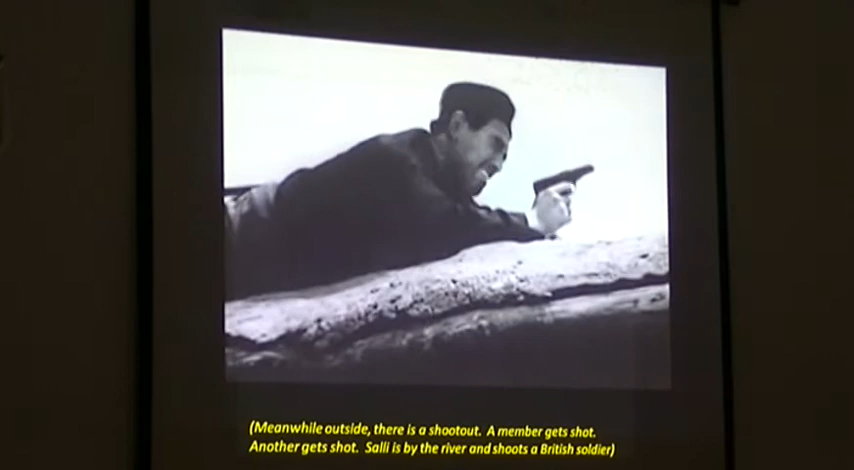 (Meanwhile outside, there is a shootout. A member gets shot.
Another gets shot. Salli is by the river and shoots a British soldier)